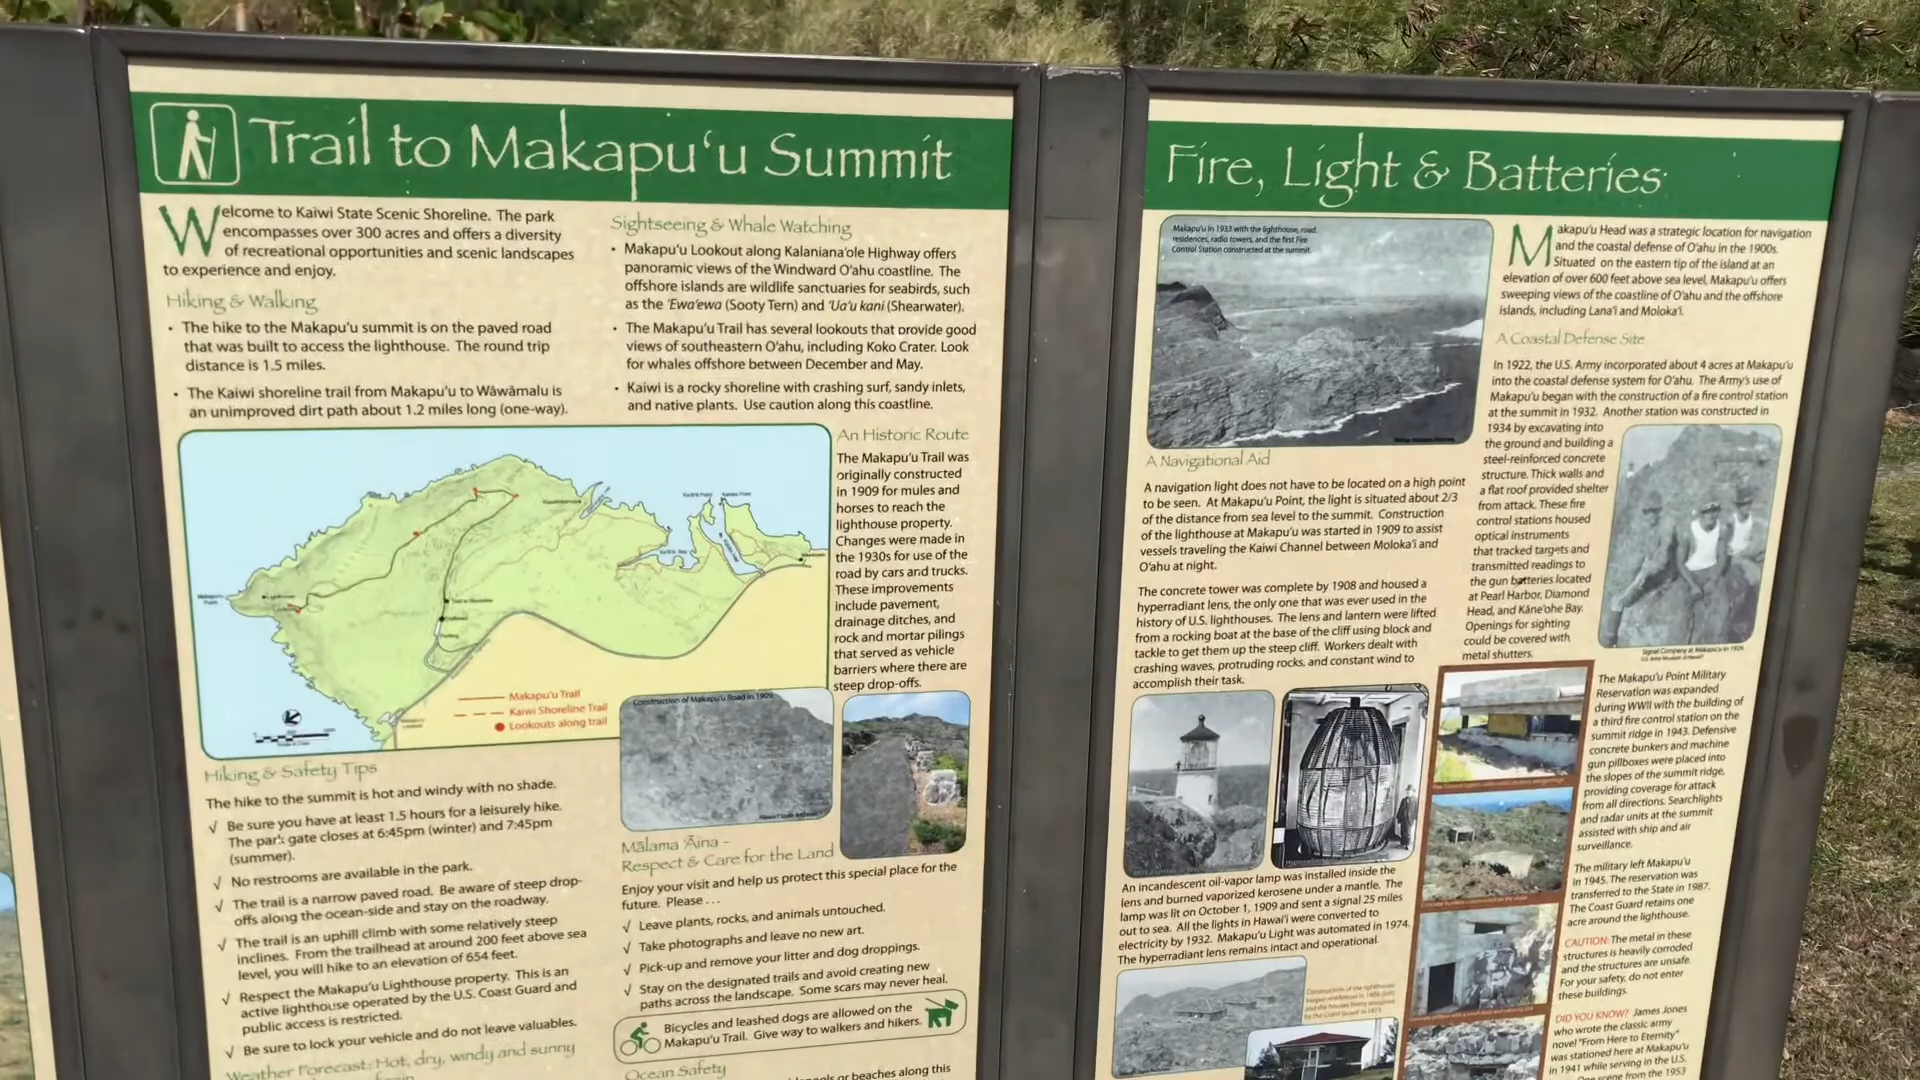 Trail to Makapu‘u Summit
Welcome to Kaiwi State Scenic Shoreline. The park
encompasses over 300 acres and offers a diversity
of recreational opportunities and scenic landscapes
to experience and enjoy.
Hiking & Walking
• The hike to the Makapu‘u summit is on the paved road
that was built to access the lighthouse. The round trip
distance is 1.5 miles.
• The Kaiwi shoreline trail from Makapu‘u to Wāwāmalu is
an unimproved dirt path about 1.2 miles long (one-way).
Sightseeing & Whale Watching
• Makapu‘u Lookout along Kalaniana‘ole Highway offers
panoramic views of the Windward O‘ahu coastline. The
offshore islands are wildlife sanctuaries for seabirds, such
as the ‘Ewa‘ewa (Sooty Tern) and ‘Ua‘u kani (Shearwater).
• The Makapu‘u Trail has several lookouts that provide good
views of southeastern O‘ahu, including Koko Crater. Look
for whales offshore between December and May.
• Kaiwi is a rocky shoreline with crashing surf, sandy inlets,
and native plants. Use caution along this coastline.
An Historic Route
The Makapu‘u Trail was
originally constructed
in 1909 for mules and
horses to reach the
lighthouse property.
Changes were made in
the 1930s for use of the
road by cars and trucks.
These improvements
include pavement,
drainage ditches, and
rock and mortar pilings
that served as vehicle
barriers where there are
steep drop-offs.
Makapu‘u Trail
Kaiwi Shoreline Trail
Lookouts along trail
Construction of Makapu‘u Road in 1909
Hiking & Safety Tips
The hike to the summit is hot and windy with no shade.
√ Be sure you have at least 1.5 hours for a leisurely hike.
The park gate closes at 6:45pm (winter) and 7:45pm
(summer).
√ No restrooms are available in the park.
√ The trail is a narrow paved road. Be aware of steep drop-
offs along the ocean-side and stay on the roadway.
√ The trail is an uphill climb with some relatively steep
inclines. From the trailhead at around 200 feet above sea
level, you will hike to an elevation of 654 feet.
√ Respect the Makapu‘u Lighthouse property. This is an
active lighthouse operated by the U.S. Coast Guard and
public access is restricted.
√ Be sure to lock your vehicle and do not leave valuables.
Weather Forecast: Hot, dry, windy and sunny
Mālama ‘Āina –
Respect & Care for the Land
Enjoy your visit and help us protect this special place for the
future. Please . . .
√ Leave plants, rocks, and animals untouched.
√ Take photographs and leave no new art.
√ Pick-up and remove your litter and dog droppings.
√ Stay on the designated trails and avoid creating new
paths across the landscape. Some scars may never heal.
Bicycles and leashed dogs are allowed on the
Makapu‘u Trail. Give way to walkers and hikers.
Ocean Safety
or beaches along this
Fire, Light & Batteries
Makapu‘u in 1933 with the lighthouse, road,
residences, radio towers, and the first Fire
Control Station constructed at the summit.
Makapu‘u Head was a strategic location for navigation
and the coastal defense of O‘ahu in the 1900s.
Situated on the eastern tip of the island at an
elevation of over 600 feet above sea level, Makapu‘u offers
sweeping views of the coastline of O‘ahu and the offshore
islands, including Lana‘i and Moloka‘i.
A Coastal Defense Site
In 1922, the U.S. Army incorporated about 4 acres at Makapu‘u
into the coastal defense system for O‘ahu. The Army's use of
Makapu‘u began with the construction of a fire control station
at the summit in 1932. Another station was constructed in
1934 by excavating into
the ground and building a
steel-reinforced concrete
structure. Thick walls and
a flat roof provided shelter
from attack. These fire
control stations housed
optical instruments
that tracked targets and
transmitted readings to
the gun batteries located
at Pearl Harbor, Diamond
Head, and Kāne‘ohe Bay.
Openings for sighting
could be covered with
metal shutters.
A Navigational Aid
A navigation light does not have to be located on a high point
to be seen. At Makapu‘u Point, the light is situated about 2/3
of the distance from sea level to the summit. Construction
of the lighthouse at Makapu‘u was started in 1909 to assist
vessels traveling the Kaiwi Channel between Moloka‘i and
O‘ahu at night.
The concrete tower was complete by 1908 and housed a
hyperradiant lens, the only one that was ever used in the
history of U.S. lighthouses. The lens and lantern were lifted
from a rocking boat at the base of the cliff using block and
tackle to get them up the steep cliff. Workers dealt with
crashing waves, protruding rocks, and constant wind to
accomplish their task.
An incandescent oil-vapor lamp was installed inside the
lens and burned vaporized kerosene under a mantle. The
lamp was lit on October 1, 1909 and sent a signal 25 miles
out to sea. All the lights in Hawai‘i were converted to
electricity by 1932. Makapu‘u Light was automated in 1974.
The hyperradiant lens remains intact and operational.
The Makapu‘u Point Military
Reservation was expanded
during WWII with the building of
a third fire control station on the
summit ridge in 1943. Defensive
concrete bunkers and machine
gun pillboxes were placed into
the slopes of the summit ridge,
providing coverage for attack
from all directions. Searchlights
and radar units at the summit
assisted with ship and air
surveillance.
The military left Makapu‘u
in 1945. The reservation was
transferred to the State in 1987.
The Coast Guard retains one
acre around the lighthouse.
CAUTION: The metal in these
structures is heavily corroded
and the structures are unsafe.
For your safety, do not enter
these buildings.
DID YOU KNOW? James Jones
who wrote the classic army
novel "From Here to Eternity"
was stationed here at Makapu‘u
in 1941 while serving in the U.S.
scene from the 1953